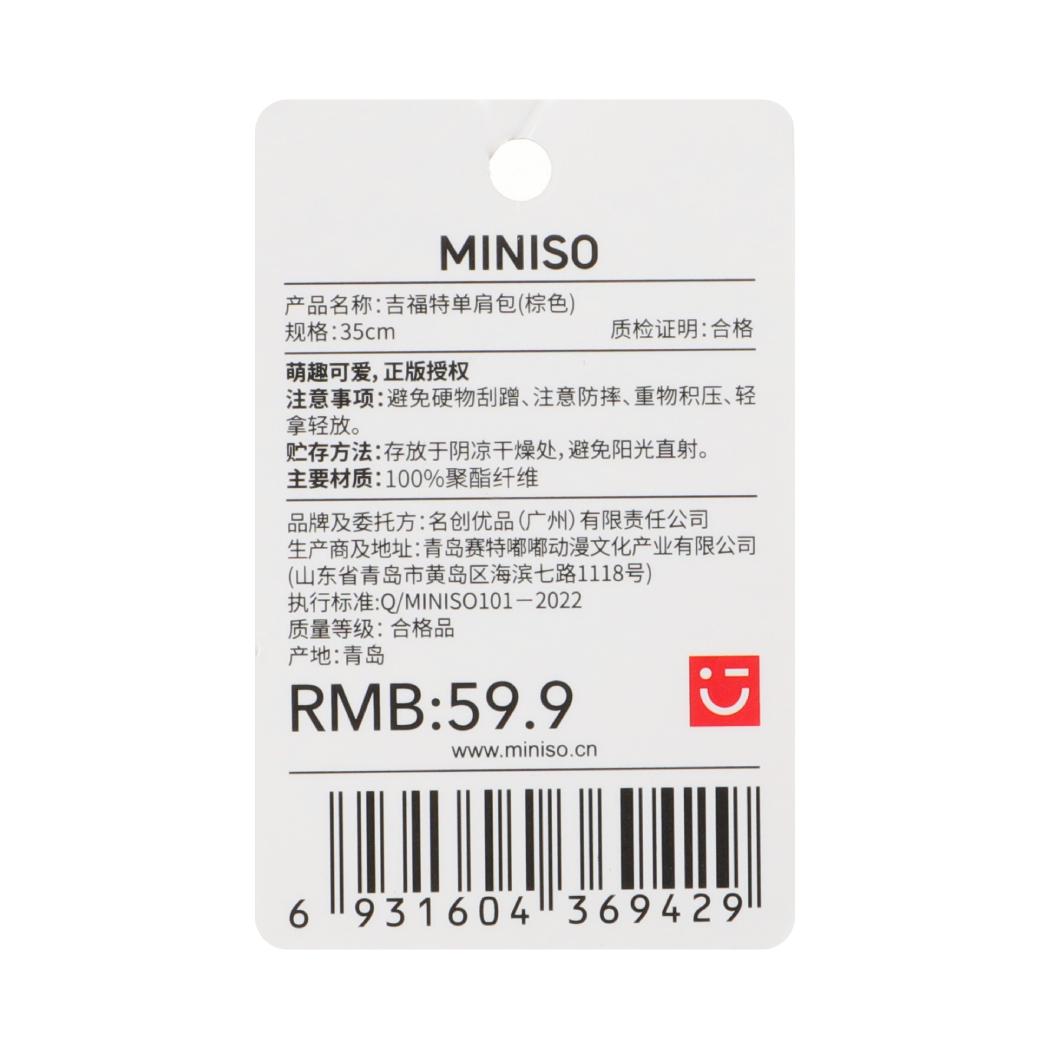 MINISO
产品名称:吉福特单肩包(棕色)
规格:35cm 质检证明:合格
萌趣可爱,正版授权
注意事项:避免硬物刮蹭、注意防摔、重物积压、轻
拿轻放。
贮存方法:存放于阴凉干燥处,避免阳光直射。
主要材质:100%聚酯纤维
品牌及委托方:名创优品(广州)有限责任公司
生产商及地址:青岛赛特嘟嘟动漫文化产业有限公司
(山东省青岛市黄岛区海滨七路1118号)
执行标准:Q/MINISO101—2022
质量等级: 合格品
产地:青岛
RMB:59.9
www.miniso.cn
6 931604 369429